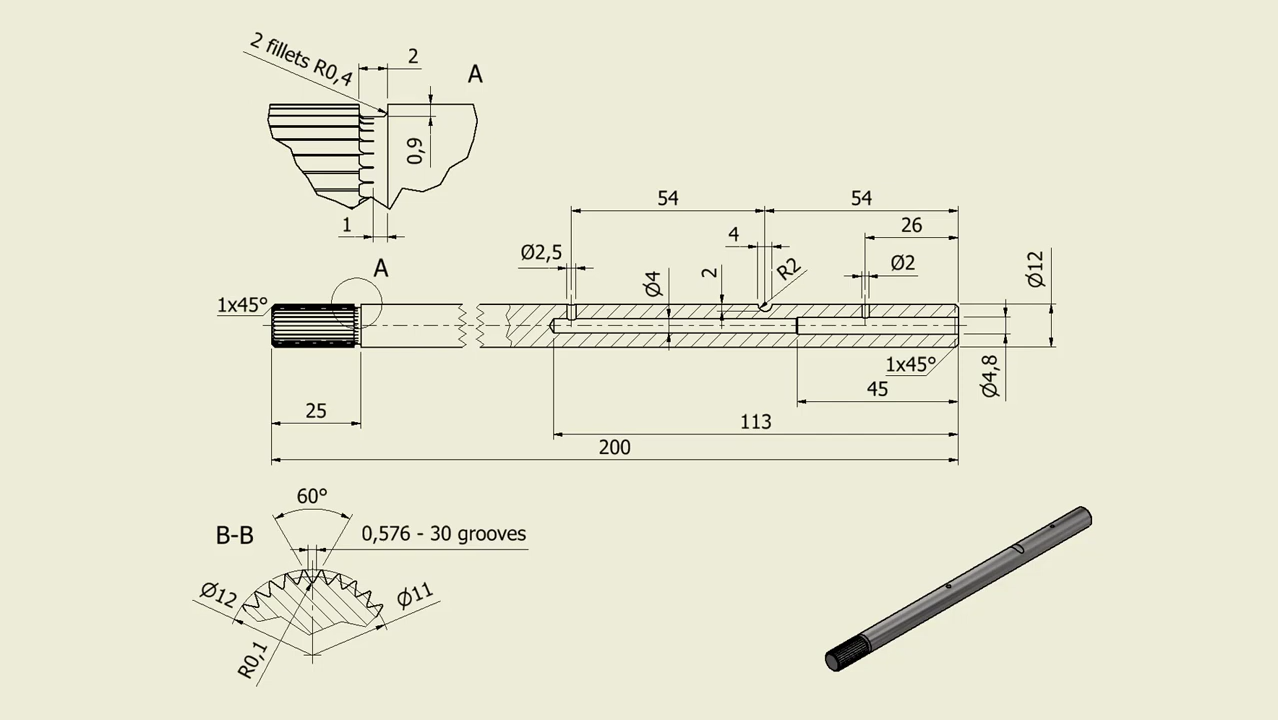 2 fillets R0,4
2
A
0,9
1
54
54
26
4
Ø2,5
Ø4
2
R2
Ø2
Ø12
A
1x45°
1x45°
Ø4,8
45
25
113
200
60°
B-B
0,576 - 30 grooves
Ø12
Ø11
R0,1